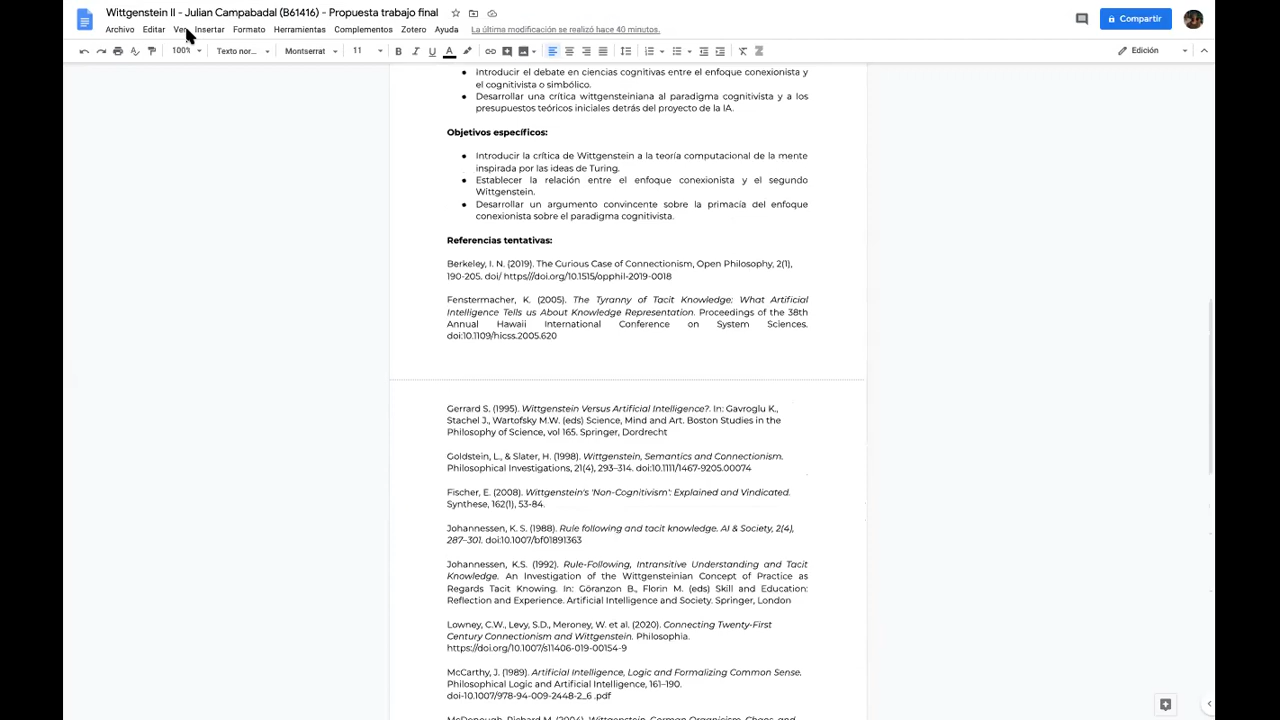 Wittgenstein II - Julian Campabadal (B61416) - Propuesta trabajo final
Archivo Editar Ver Insertar Formato Herramientas Complementos Zotero Ayuda La última modificación se realizó hace 40 minutos.
Compartir
100% Texto nor... Montserrat 11 B I U A Edición
Introducir el debate en ciencias cognitivas entre el enfoque conexionista y
el cognitivista o simbólico.
Desarrollar una crítica wittgensteiniana al paradigma cognitivista y a los
presupuestos teóricos iniciales detrás del proyecto de la IA.
Objetivos específicos:
Introducir la crítica de Wittgenstein a la teoría computacional de la mente
inspirada por las ideas de Turing.
Establecer la relación entre el enfoque conexionista y el segundo
Wittgenstein.
Desarrollar un argumento convincente sobre la primacía del enfoque
conexionista sobre el paradigma cognitivista.
Referencias tentativas:
Berkeley, I. N. (2019). The Curious Case of Connectionism, Open Philosophy, 2(1),
190-205. doi/ https///doi.org/10.1515/opphil-2019-0018
Fenstermacher, K. (2005). The Tyranny of Tacit Knowledge: What Artificial
Intelligence Tells us About Knowledge Representation. Proceedings of the 38th
Annual Hawaii International Conference on System Sciences.
doi:10.1109/hicss.2005.620
Gerrard S. (1995). Wittgenstein Versus Artificial Intelligence?. In: Gavroglu K.,
Stachel J., Wartofsky M.W. (eds) Science, Mind and Art. Boston Studies in the
Philosophy of Science, vol 165. Springer, Dordrecht
Goldstein, L., & Slater, H. (1998). Wittgenstein, Semantics and Connectionism.
Philosophical Investigations, 21(4), 293–314. doi:10.1111/1467-9205.00074
Fischer, E. (2008). Wittgenstein's 'Non-Cognitivism': Explained and Vindicated.
Synthese, 162(1), 53-84.
Johannessen, K. S. (1988). Rule following and tacit knowledge. AI & Society, 2(4),
287–301. doi:10.1007/bf01891363
Johannessen, K.S. (1992). Rule-Following, Intransitive Understanding and Tacit
Knowledge. An Investigation of the Wittgensteinian Concept of Practice as
Regards Tacit Knowing. In: Göranzon B., Florin M. (eds) Skill and Education:
Reflection and Experience. Artificial Intelligence and Society. Springer, London
Lowney, C.W., Levy, S.D., Meroney, W. et al. (2020). Connecting Twenty-First
Century Connectionism and Wittgenstein. Philosophia.
https://doi.org/10.1007/s11406-019-00154-9
McCarthy, J. (1989). Artificial Intelligence, Logic and Formalizing Common Sense.
Philosophical Logic and Artificial Intelligence, 161–190.
doi-10.1007/978-94-009-2448-2_6 .pdf
McDonough, Richard M. (2004). Wittgenstein, German Organicism, Chaos, and